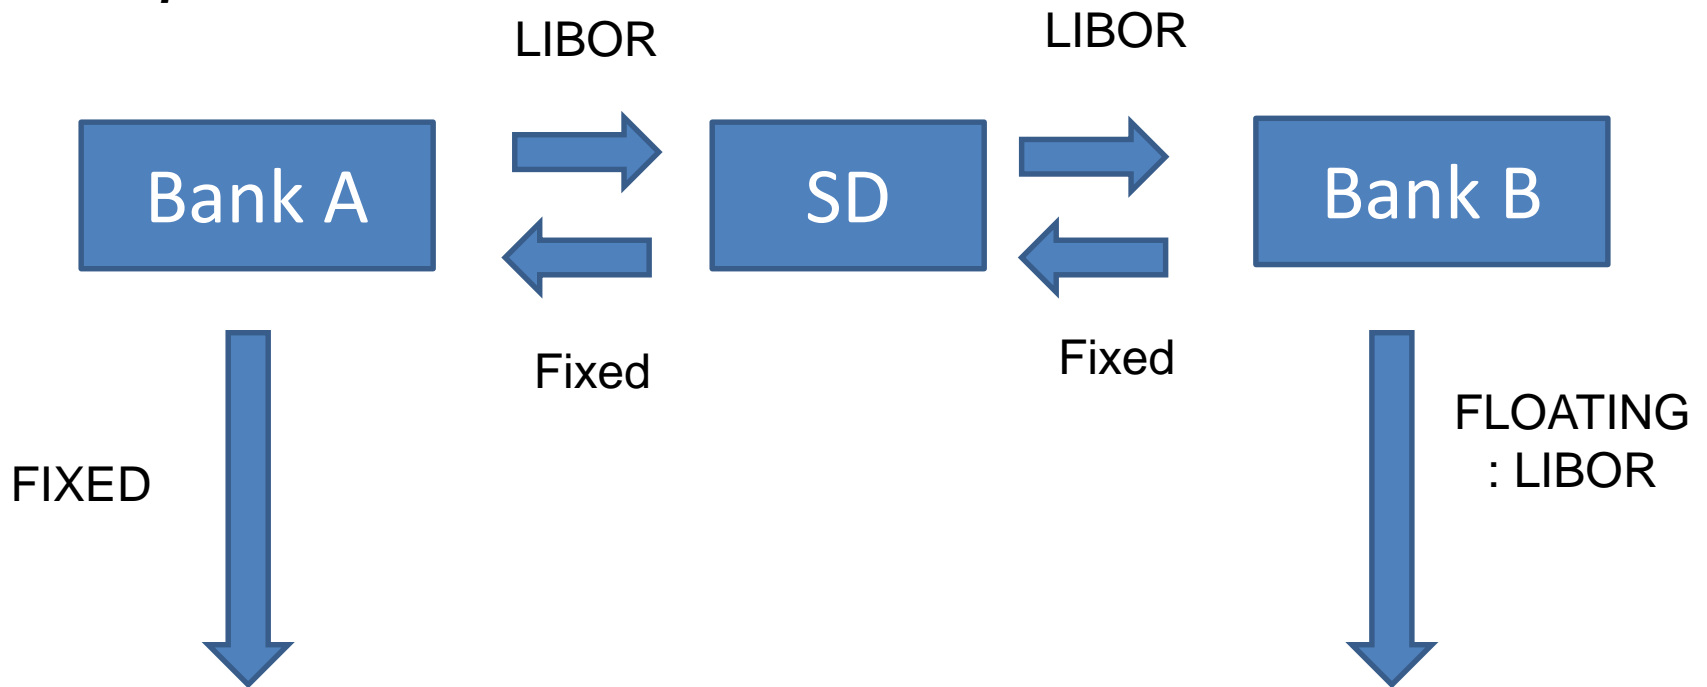 LIBOR
LIBOR
Bank A
SD
Bank B
Fixed
Fixed
FIXED
FLOATING
: LIBOR